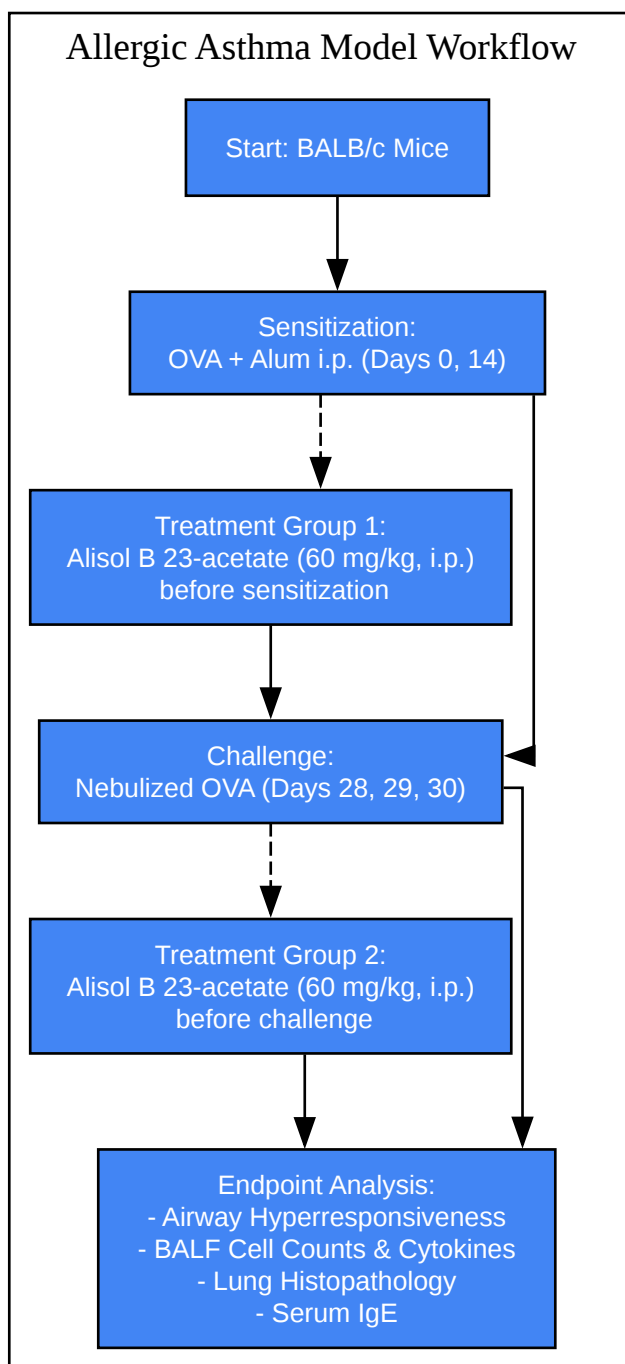 Allergic Asthma Model Workflow
Start: BALB/c Mice
Sensitization:
OVA + Alum i.p. (Days 0, 14)
Treatment Group 1:
Alisol B 23-acetate (60 mg/kg, i.p.)
before sensitization
Challenge:
Nebulized OVA (Days 28, 29, 30)
Treatment Group 2:
Alisol B 23-acetate (60 mg/kg, i.p.)
before challenge
Endpoint Analysis:
- Airway Hyperresponsiveness
- BALF Cell Counts & Cytokines
- Lung Histopathology
- Serum IgE